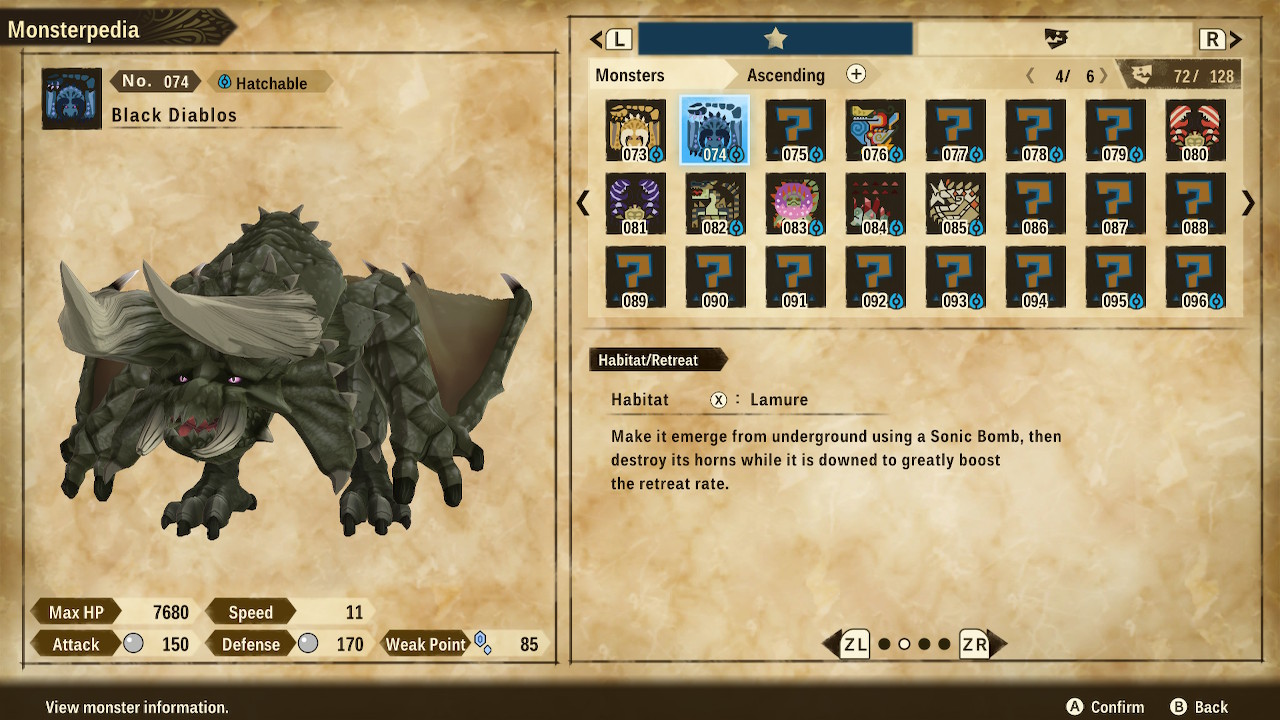 Monsterpedia
No. 074
Hatchable
Black Diablos
L
R
Monsters
Ascending
4/ 6
72/ 128
073 074 075 076 077 078 079 080
081 082 083 084 085 086 087 088
089 090 091 092 093 094 095 096
Habitat/Retreat
Habitat X : Lamure
Make it emerge from underground using a Sonic Bomb, then
destroy its horns while it is downed to greatly boost
the retreat rate.
Max HP 7680 Speed 11
Attack 150 Defense 170 Weak Point 85
ZL ZR
View monster information.
A Confirm B Back